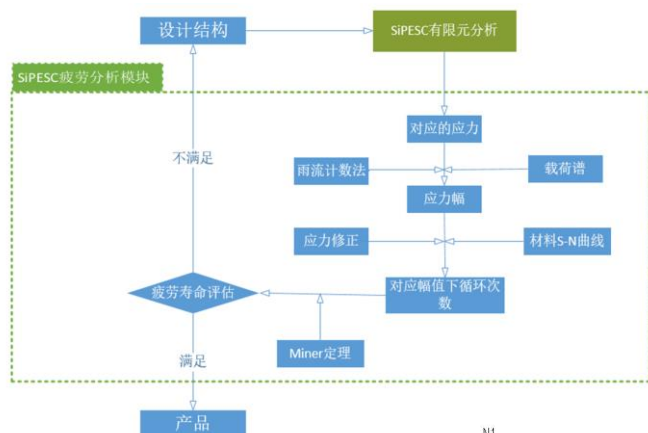 设计结构
SiPESC有限元分析
SiPESC疲劳分析模块
对应的应力
不满足
雨流计数法
载荷谱
应力幅
应力修正
材料S-N曲线
疲劳寿命评估
对应幅值下循环次
数
满足
Miner定理
产品